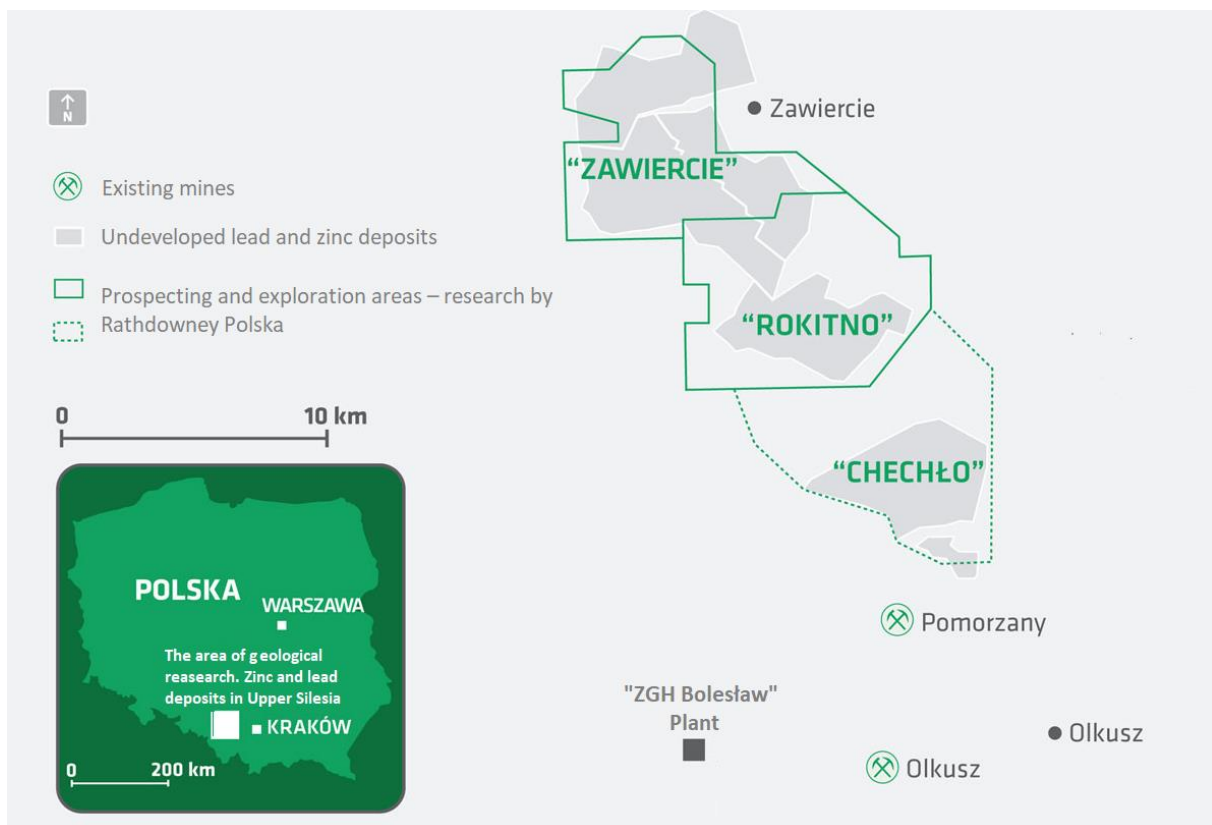 N
Existing mines
Undeveloped lead and zinc deposits
Prospecting and exploration areas – research by
Rathdowney Polska
0 10 km
POLSKA
WARSZAWA
The area of geological
reasearch. Zinc and lead
deposits in Upper Silesia
KRAKÓW
0 200 km
Zawiercie
“ZAWIERCIE”
“ROKITNO”
“CHECHŁO”
Pomorzany
"ZGH Bolesław"
Plant
Olkusz
Olkusz